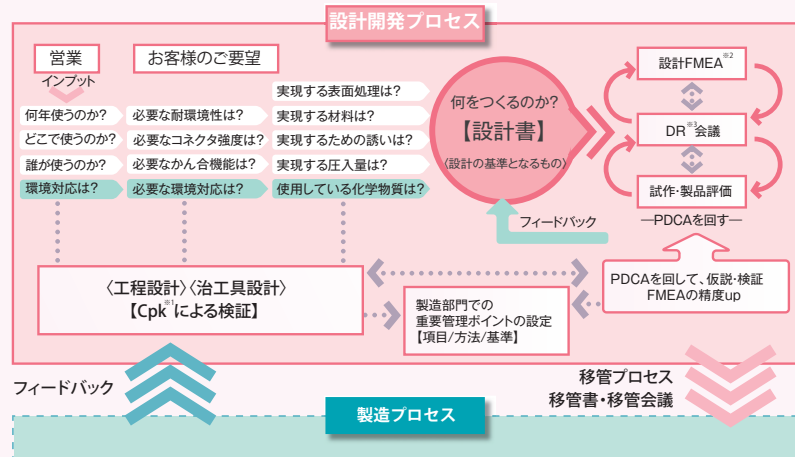 設計開発プロセス
営業
お客様のご要望
インプット
実現する表面処理は?
何年使うのか?
必要な耐環境性は?
実現する材料は?
どこで使うのか?
必要なコネクタ強度は?
実現するための誘いは?
誰が使うのか?
必要なかん合機能は?
実現する圧入量は?
環境対応は?
必要な環境対応は?
使用している化学物質は?
何をつくるのか?
【設計書】
〈設計の基準となるもの〉
設計FMEA※2
DR※3会議
試作・製品評価
―PDCAを回す―
フィードバック
〈工程設計〉〈治工具設計〉
【Cpk※1による検証】
製造部門での
重要管理ポイントの設定
【項目/方法/基準】
PDCAを回して、仮説・検証
FMEAの精度up
フィードバック
移管プロセス
移管書・移管会議
製造プロセス